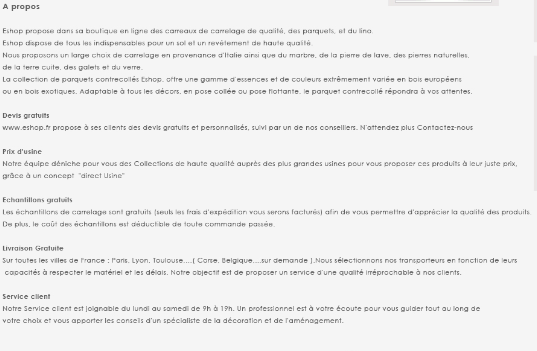 A propos
Eshop propose dans sa boutique en ligne des carreaux de carrelage de qualité, des parquets, et du lino.
Eshop dispose de tous les indispensables pour un sol et un revêtement de haute qualité.
Nous proposons un large choix de carrelage en provenance d'Italie ainsi que du marbre, de la pierre de lave, des pierres naturelles,
de la terre cuite, des galets et du verre.
La collection de parquets contrecollés Eshop, offre une gamme d'essences et de couleurs extrêmement variée en bois européens
ou en bois exotiques. Adaptable à tous les décors, en pose collée ou pose flottante, le parquet contrecollé répondra à vos attentes.
Devis gratuits
www.eshop.fr propose à ses clients des devis gratuits et personnalisés, suivi par un de nos conseillers. N'attendez plus Contactez-nous
Prix d'usine
Notre équipe déniche pour vous des Collections de haute qualité auprès des plus grandes usines pour vous proposer ces produits à leur juste prix,
grâce à un concept "direct Usine"
Echantillons gratuits
Les échantillons de carrelage sont gratuits (seuls les frais d'expédition vous serons facturés) afin de vous permettre d'apprécier la qualité des produits.
De plus, le coût des échantillons est déductible de toute commande passée.
Livraison Gratuite
Sur toutes les villes de France : Paris, Lyon, Toulouse....( Corse, Belgique....sur demande ).Nous sélectionnons nos transporteurs en fonction de leurs
capacités à respecter le matériel et les délais. Notre objectif est de proposer un service d'une qualité irréprochable à nos clients.
Service client
Notre Service client est joignable du lundi au samedi de 9h à 19h. Un professionnel est à votre écoute pour vous guider tout au long de
votre choix et vous apporter les conseils d'un spécialiste de la décoration et de l'aménagement.